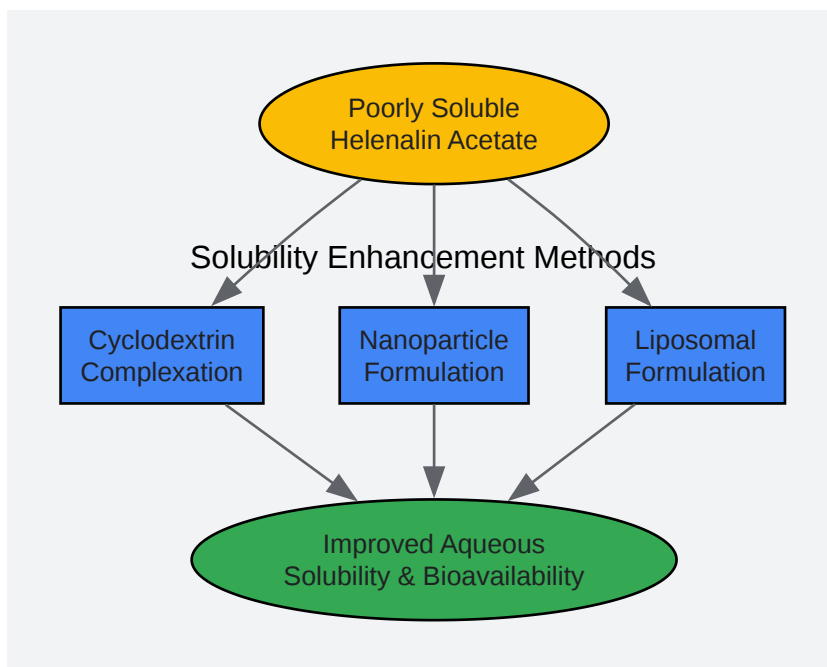 Poorly Soluble
Helenalin Acetate
Solubility Enhancement Methods
Cyclodextrin
Complexation
Nanoparticle
Formulation
Liposomal
Formulation
Improved Aqueous
Solubility & Bioavailability